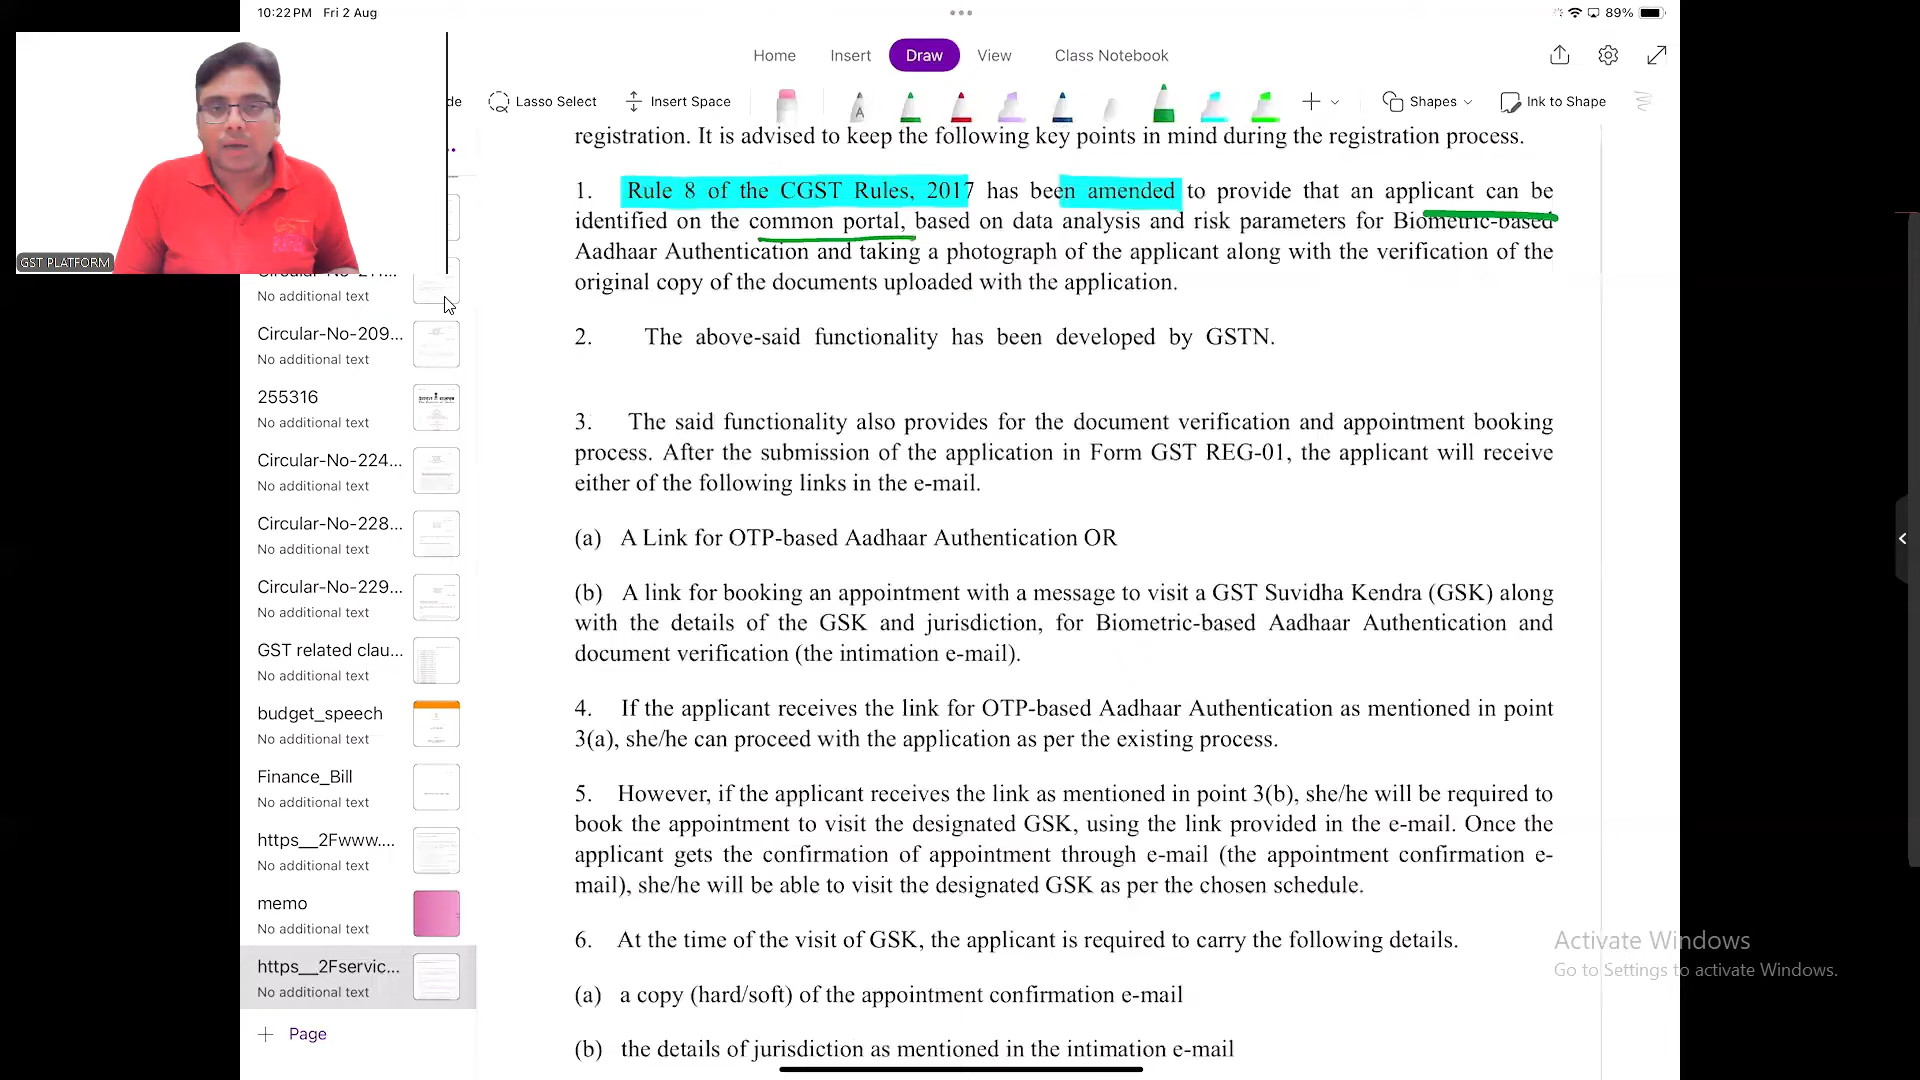 10:22 PM Fri 2 Aug
89%
Home Insert Draw View Class Notebook
de Lasso Select Insert Space A Shapes Ink to Shape
GST PLATFORM
No additional text
Circular-No-209...
No additional text
255316
No additional text
Circular-No-224...
No additional text
Circular-No-228...
No additional text
Circular-No-229...
No additional text
GST related clau...
No additional text
budget_speech
No additional text
Finance_Bill
No additional text
https__2Fwww....
No additional text
memo
No additional text
https__2Fservic...
No additional text
Page
registration. It is advised to keep the following key points in mind during the registration process.
1. Rule 8 of the CGST Rules, 2017 has been amended to provide that an applicant can be
identified on the common portal, based on data analysis and risk parameters for Biometric-based
Aadhaar Authentication and taking a photograph of the applicant along with the verification of the
original copy of the documents uploaded with the application.
2. The above-said functionality has been developed by GSTN.
3. The said functionality also provides for the document verification and appointment booking
process. After the submission of the application in Form GST REG-01, the applicant will receive
either of the following links in the e-mail.
(a) A Link for OTP-based Aadhaar Authentication OR
(b) A link for booking an appointment with a message to visit a GST Suvidha Kendra (GSK) along
with the details of the GSK and jurisdiction, for Biometric-based Aadhaar Authentication and
document verification (the intimation e-mail).
4. If the applicant receives the link for OTP-based Aadhaar Authentication as mentioned in point
3(a), she/he can proceed with the application as per the existing process.
5. However, if the applicant receives the link as mentioned in point 3(b), she/he will be required to
book the appointment to visit the designated GSK, using the link provided in the e-mail. Once the
applicant gets the confirmation of appointment through e-mail (the appointment confirmation e-
mail), she/he will be able to visit the designated GSK as per the chosen schedule.
6. At the time of the visit of GSK, the applicant is required to carry the following details.
(a) a copy (hard/soft) of the appointment confirmation e-mail
(b) the details of jurisdiction as mentioned in the intimation e-mail
Activate Windows
Go to Settings to activate Windows.